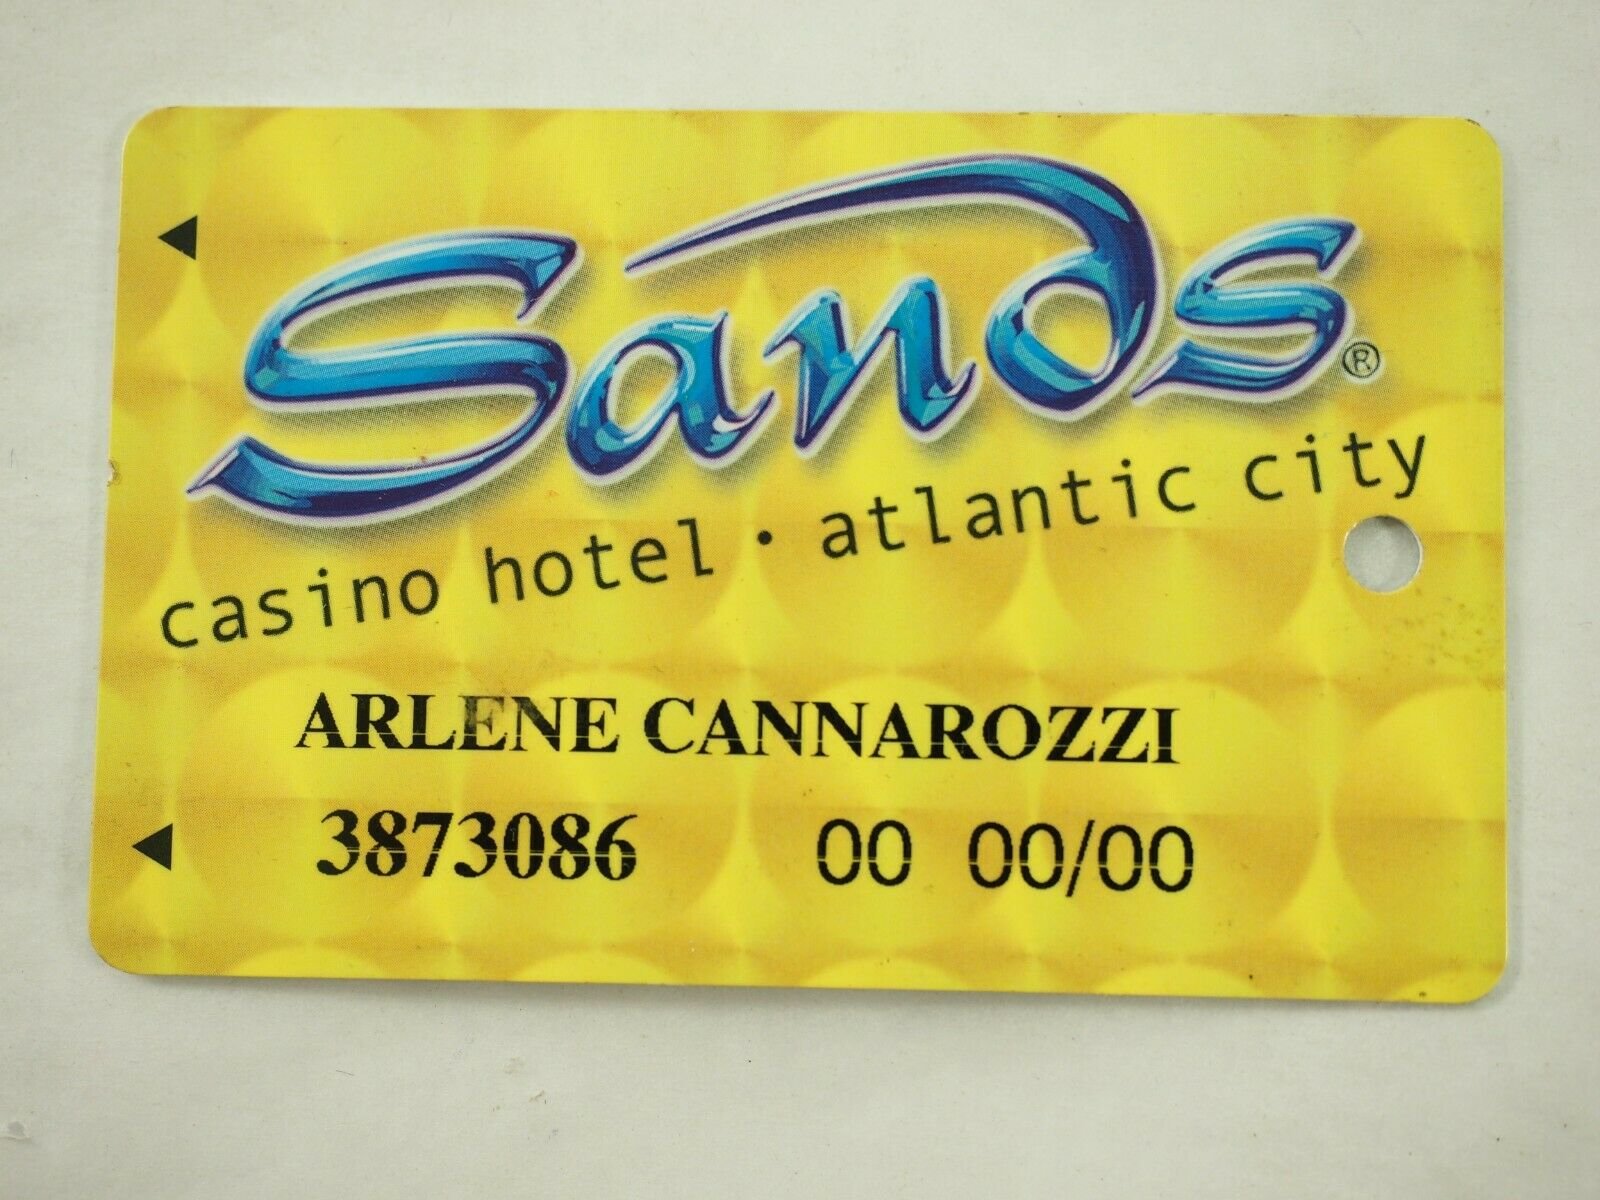 Sands®
casino hotel · atlantic city
ARLENE CANNAROZZI
3873086 00 00/00